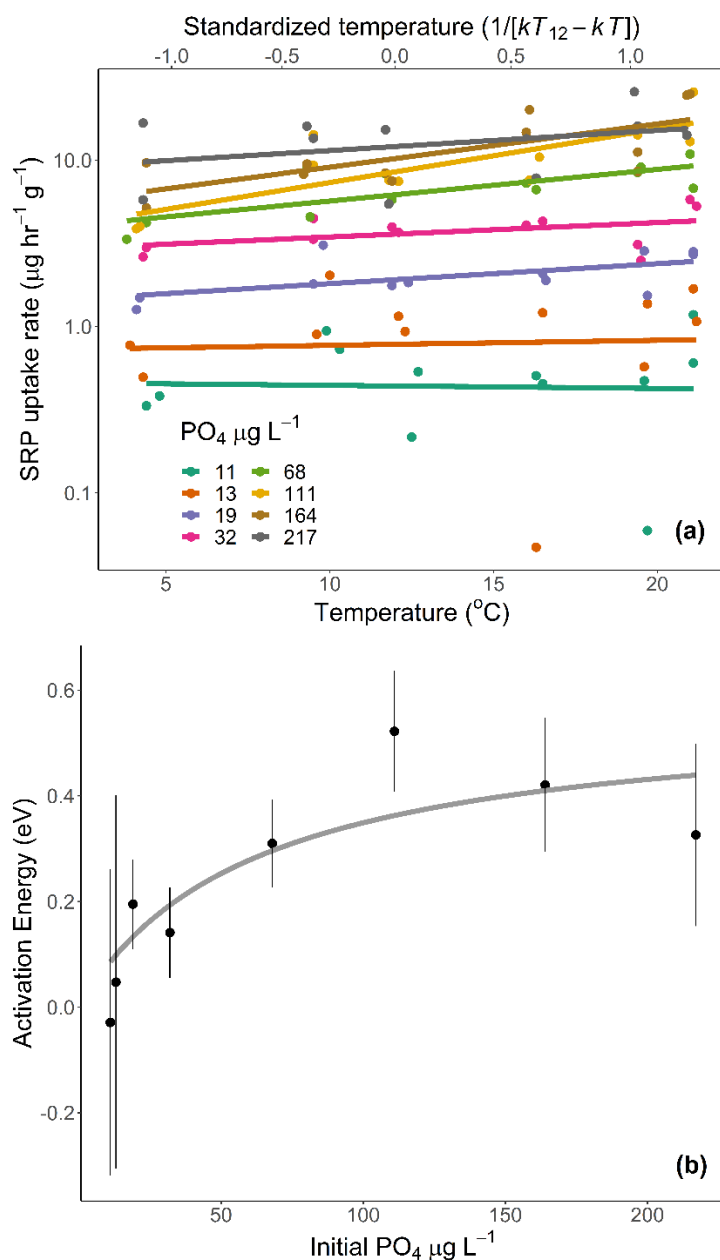 Standardized temperature (1/[kT₁₂ – kT])
-1.0 -0.5 0.0 0.5 1.0
10.0
1.0
0.1
SRP uptake rate (µg hr⁻¹ g⁻¹)
PO₄ µg L⁻¹
11 68
13 111
19 164
32 217
(a)
5 10 15 20
Temperature (°C)
0.6
0.4
0.2
0.0
-0.2
Activation Energy (eV)
(b)
50 100 150 200
Initial PO₄ µg L⁻¹